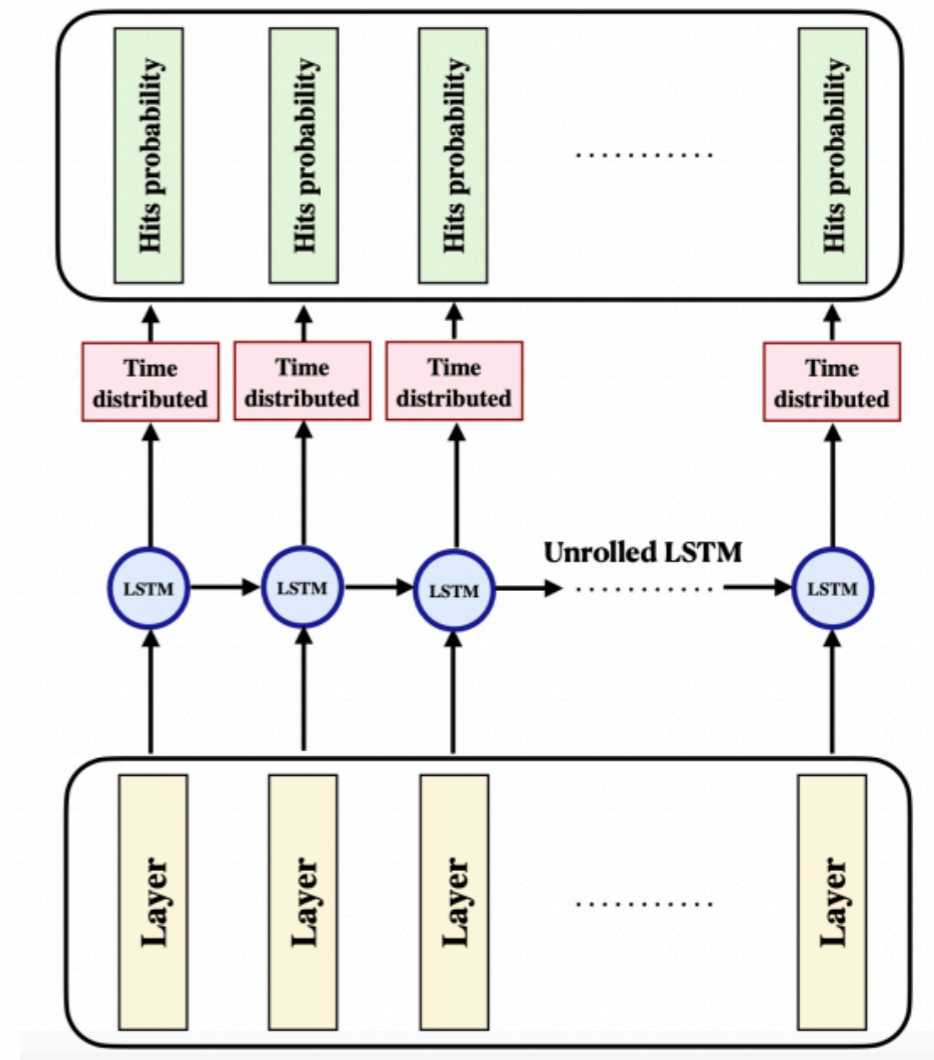 Hits probability
Hits probability
Hits probability
...........
Hits probability
Time
distributed
Time
distributed
Time
distributed
Time
distributed
Unrolled LSTM
LSTM
LSTM
LSTM
...........
LSTM
Layer
Layer
Layer
...........
Layer